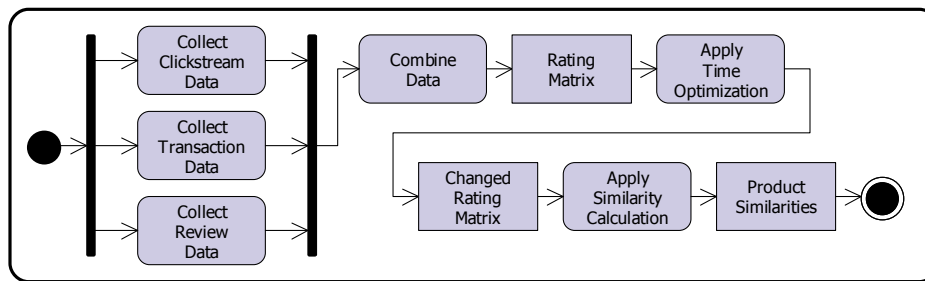 Collect
Clickstream
Data
Collect
Transaction
Data
Collect
Review
Data
Combine
Data
Rating
Matrix
Apply
Time
Optimization
Changed
Rating
Matrix
Apply
Similarity
Calculation
Product
Similarities